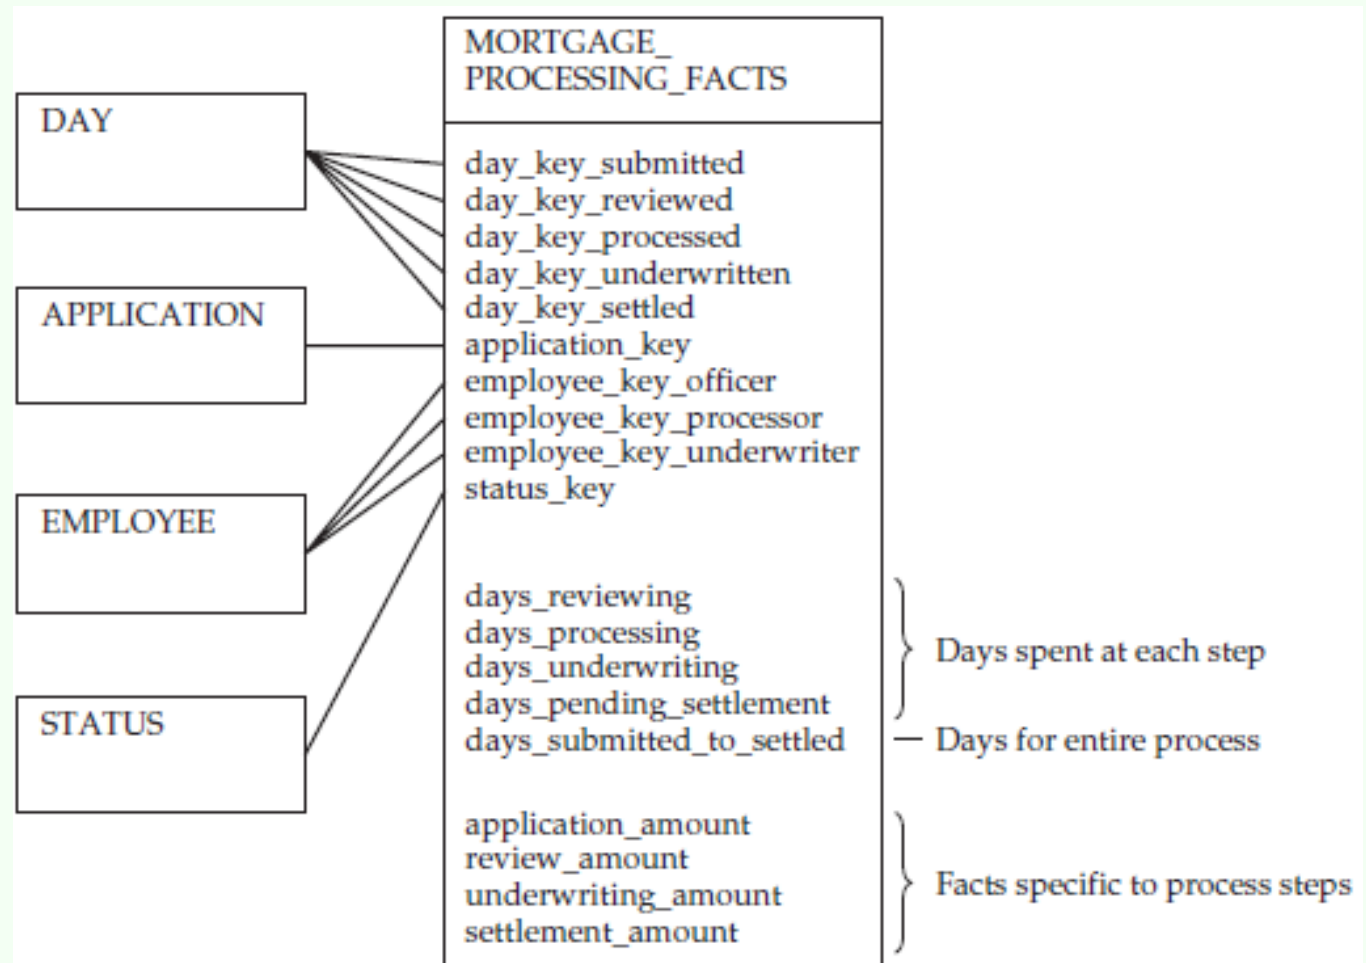 MORTGAGE_
PROCESSING_FACTS
DAY
day_key_submitted
day_key_reviewed
day_key_processed
day_key_underwritten
day_key_settled
APPLICATION
application_key
employee_key_officer
employee_key_processor
employee_key_underwriter
status_key
EMPLOYEE
days_reviewing
days_processing
days_underwriting
days_pending_settlement
Days spent at each step
days_submitted_to_settled
Days for entire process
STATUS
application_amount
review_amount
underwriting_amount
settlement_amount
Facts specific to process steps